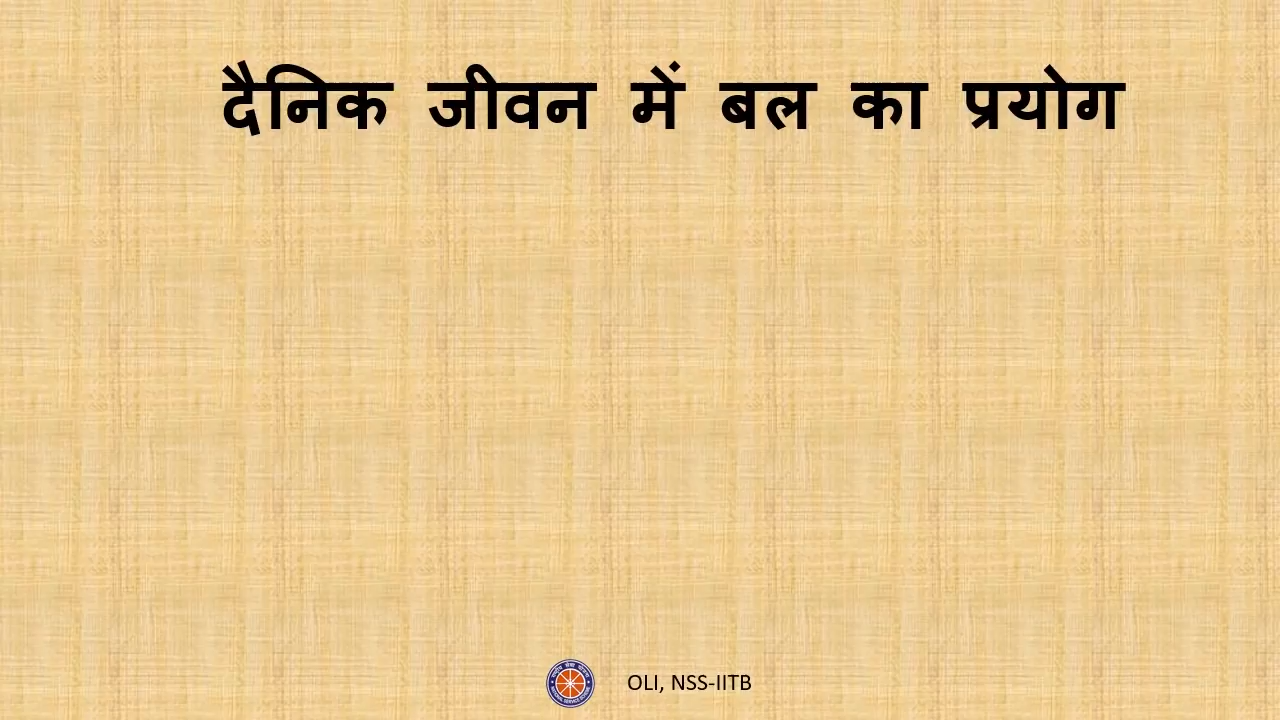 दैनिक जीवन में बल का प्रयोग
OLI, NSS-IITB